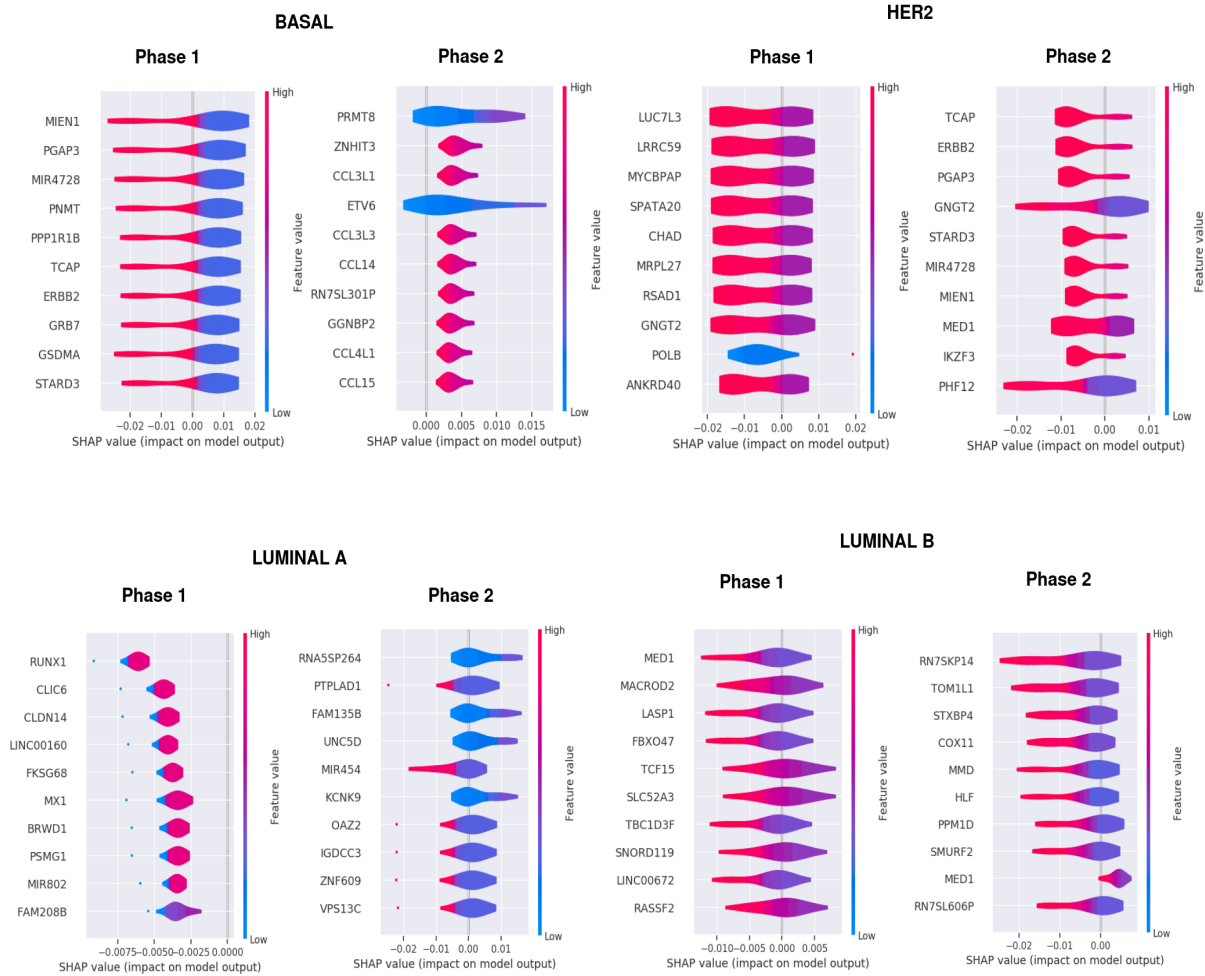 BASAL
Phase 1
High
MIEN1
PGAP3
MIR4728
PNMT
PPP1R1B
TCAP
ERBB2
GRB7
GSDMA
STARD3
Feature value
Low
−0.02 −0.01 0.00 0.01 0.02
SHAP value (impact on model output)
Phase 2
High
PRMT8
ZNHIT3
CCL3L1
ETV6
CCL3L3
CCL14
RN7SL301P
GGNBP2
CCL4L1
CCL15
Feature value
Low
0.000 0.005 0.010 0.015
SHAP value (impact on model output)
HER2
Phase 1
High
LUC7L3
LRRC59
MYCBPAP
SPATA20
CHAD
MRPL27
RSAD1
GNGT2
POLB
ANKRD40
Feature value
Low
−0.02 −0.01 0.00 0.01 0.02
SHAP value (impact on model output)
Phase 2
High
TCAP
ERBB2
PGAP3
GNGT2
STARD3
MIR4728
MIEN1
MED1
IKZF3
PHF12
Feature value
Low
−0.02 −0.01 0.00 0.01
SHAP value (impact on model output)
LUMINAL A
Phase 1
High
RUNX1
CLIC6
CLDN14
LINC00160
FKSG68
MX1
BRWD1
PSMG1
MIR802
FAM208B
Feature value
Low
−0.0075−0.0050−0.0025 0.0000
SHAP value (impact on model output)
Phase 2
High
RNA5SP264
PTPLAD1
FAM135B
UNC5D
MIR454
KCNK9
OAZ2
IGDCC3
ZNF609
VPS13C
Feature value
Low
−0.02 −0.01 0.00 0.01
SHAP value (impact on model output)
LUMINAL B
Phase 1
High
MED1
MACROD2
LASP1
FBXO47
TCF15
SLC52A3
TBC1D3F
SNORD119
LINC00672
RASSF2
Feature value
Low
−0.010−0.005 0.000 0.005
SHAP value (impact on model output)
Phase 2
High
RN7SKP14
TOM1L1
STXBP4
COX11
MMD
HLF
PPM1D
SMURF2
MED1
RN7SL606P
Feature value
Low
−0.02 −0.01 0.00
SHAP value (impact on model output)